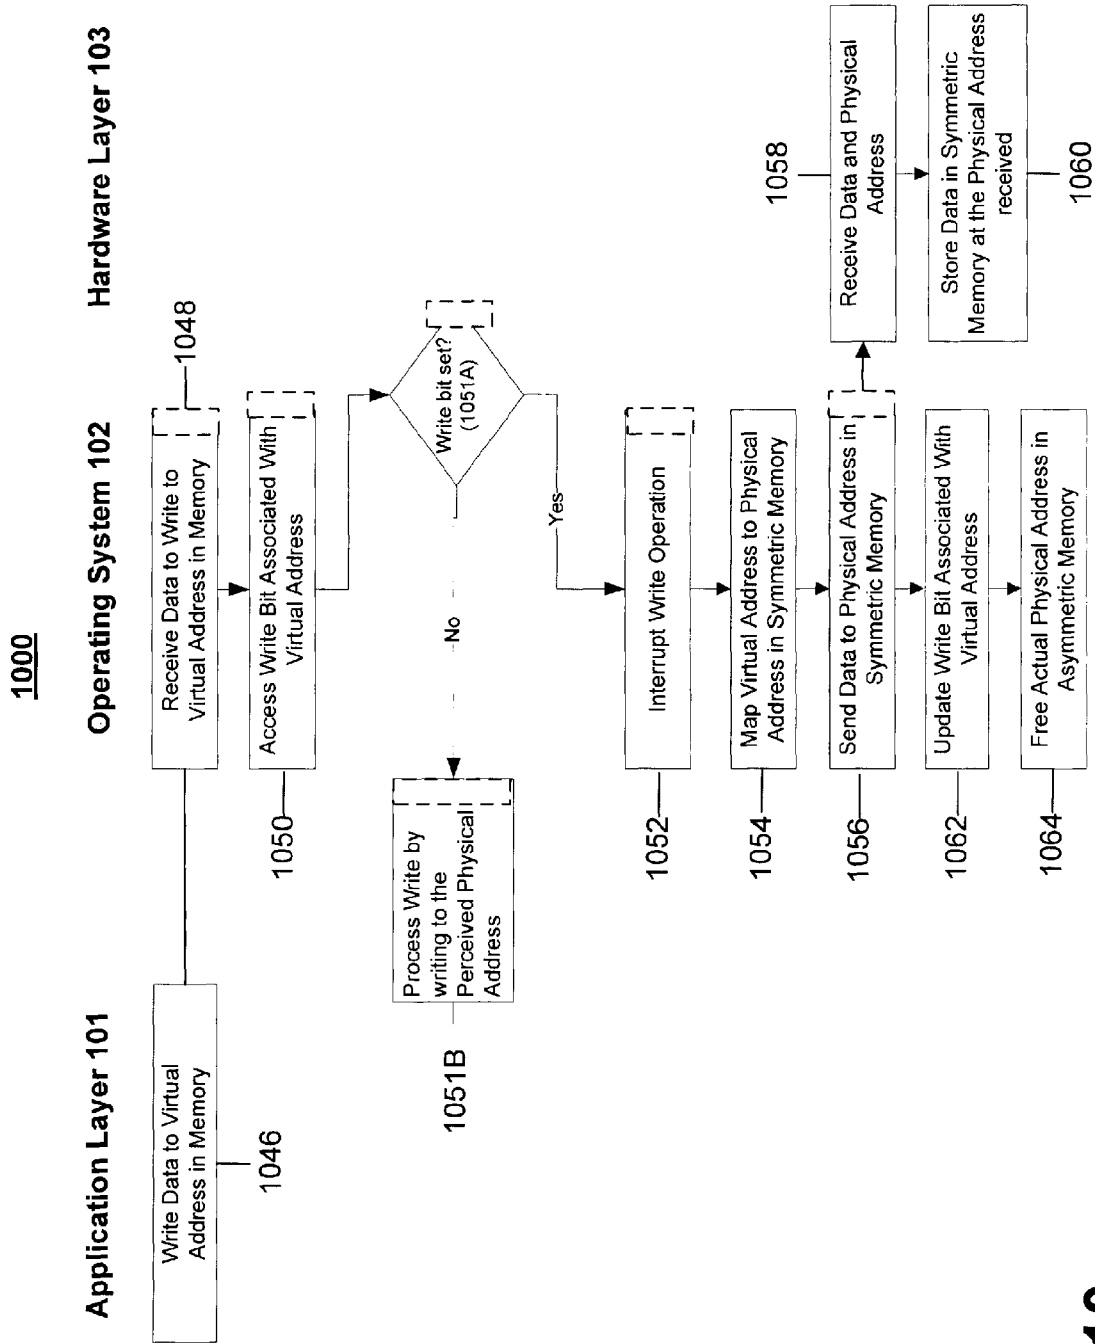 1000
Application Layer 101
Operating System 102
Hardware Layer 103
Write Data to Virtual
Address in Memory
1046
Receive Data to Write to
Virtual Address in Memory
1048
Access Write Bit Associated With
Virtual Address
1050
Write bit set?
(1051A)
No
Yes
Process Write by
writing to the
Perceived Physical
Address
1051B
Interrupt Write Operation
1052
Map Virtual Address to Physical
Address in Symmetric Memory
1054
Send Data to Physical Address in
Symmetric Memory
1056
Receive Data and Physical
Address
1058
Store Data in Symmetric
Memory at the Physical Address
received
1060
Update Write Bit Associated With
Virtual Address
1062
Free Actual Physical Address in
Asymmetric Memory
1064